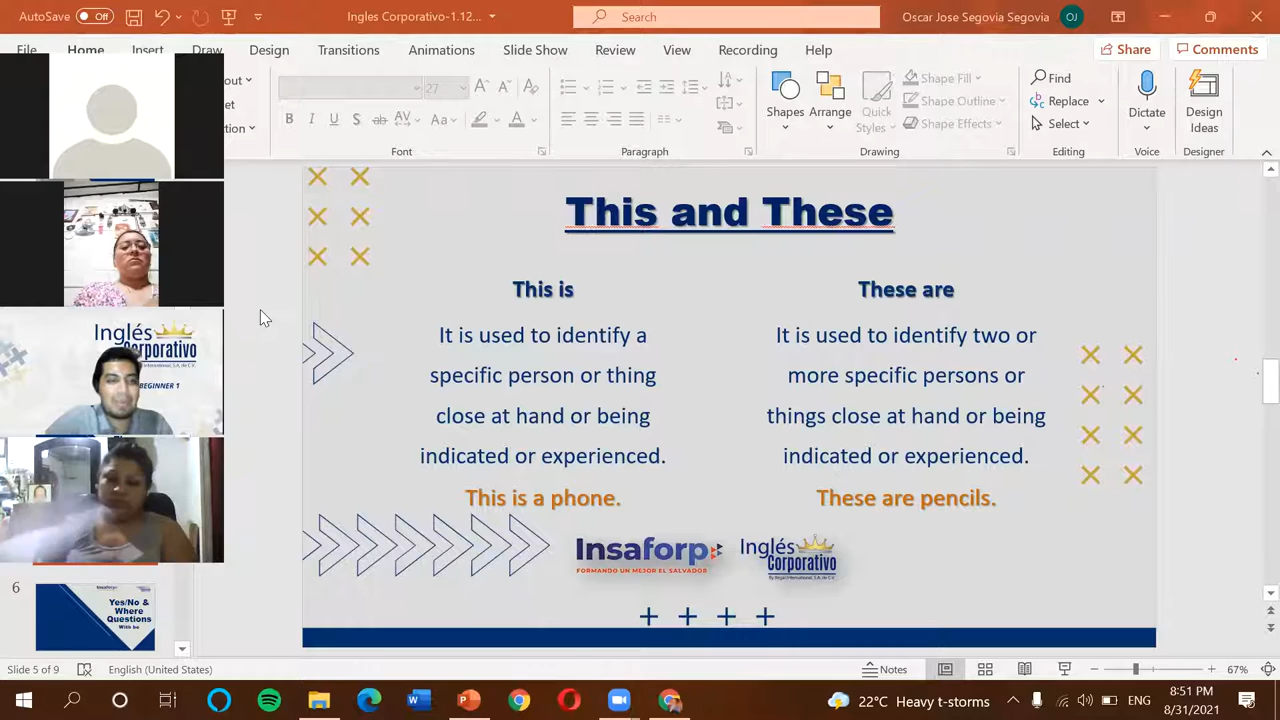 AutoSave Off
Ingles Corporativo-1.12...
Search
Oscar Jose Segovia Segovia
OJ
File Home Insert Draw Design Transitions Animations Slide Show Review View Recording Help
Share
Comments
27
Font
Paragraph
Shapes
Arrange
Quick Styles
Shape Fill
Shape Outline
Shape Effects
Drawing
Find
Replace
Select
Editing
Dictate
Voice
Design Ideas
Designer
Inglés
Corporativo
BEGINNER 1
This and These
This is
It is used to identify a
specific person or thing
close at hand or being
indicated or experienced.
This is a phone.
These are
It is used to identify two or
more specific persons or
things close at hand or being
indicated or experienced.
These are pencils.
Insaforp
FORMANDO UN MEJOR EL SALVADOR
Inglés
Corporativo
By Regal International, S.A. de C.V.
6
Yes/No &
Where
Questions
With be
Slide 5 of 9
English (United States)
Notes
67%
22°C Heavy t-storms
ENG
8:51 PM
8/31/2021